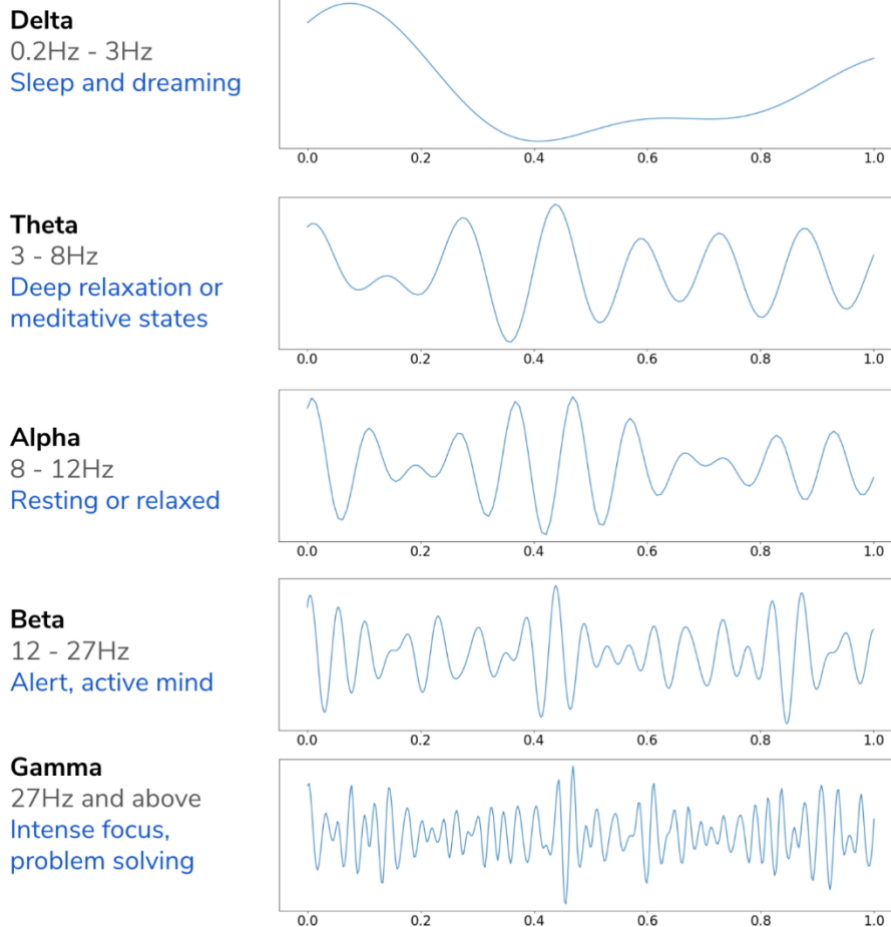 Delta
0.2Hz - 3Hz
Sleep and dreaming
0.0 0.2 0.4 0.6 0.8 1.0
Theta
3 - 8Hz
Deep relaxation or
meditative states
0.0 0.2 0.4 0.6 0.8 1.0
Alpha
8 - 12Hz
Resting or relaxed
0.0 0.2 0.4 0.6 0.8 1.0
Beta
12 - 27Hz
Alert, active mind
0.0 0.2 0.4 0.6 0.8 1.0
Gamma
27Hz and above
Intense focus,
problem solving
0.0 0.2 0.4 0.6 0.8 1.0